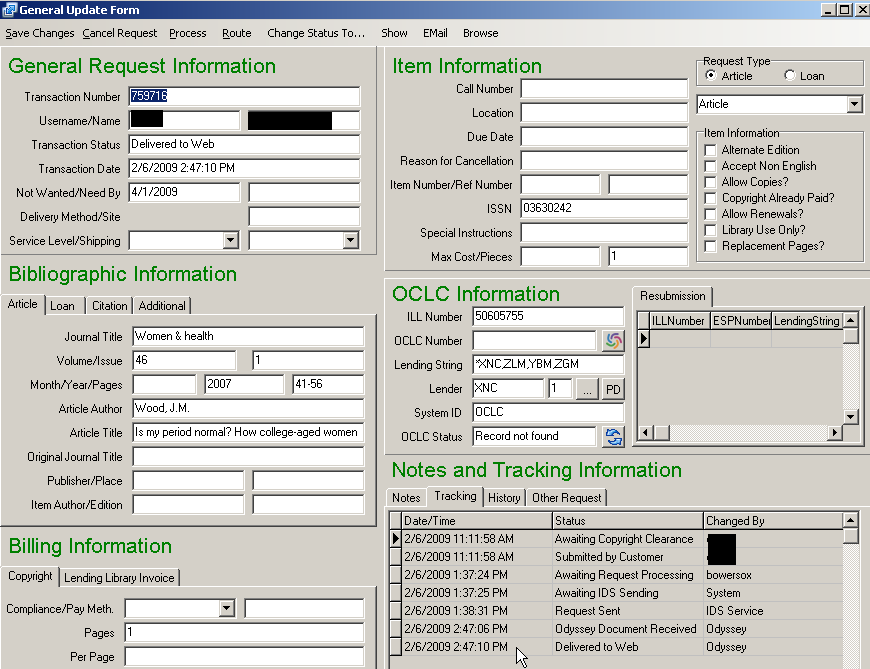 General Update Form
Save Changes Cancel Request Process Route Change Status To... Show EMail Browse
General Request Information
Transaction Number 759716
Username/Name
Transaction Status Delivered to Web
Transaction Date 2/6/2009 2:47:10 PM
Not Wanted/Need By 4/1/2009
Delivery Method/Site
Service Level/Shipping
Item Information
Call Number
Location
Due Date
Reason for Cancellation
Item Number/Ref Number
ISSN 03630242
Special Instructions
Max Cost/Pieces 1
Request Type
Article Loan
Article
Item Information
Alternate Edition
Accept Non English
Allow Copies?
Copyright Already Paid?
Allow Renewals?
Library Use Only?
Replacement Pages?
Bibliographic Information
Article Loan Citation Additional
Journal Title Women & health
Volume/Issue 46 1
Month/Year/Pages 2007 41-56
Article Author Wood, J.M.
Article Title Is my period normal? How college-aged women
Original Journal Title
Publisher/Place
Item Author/Edition
OCLC Information
ILL Number 50605755
OCLC Number
Lending String *XNC,ZLM,YBM,ZGM
Lender XNC 1 ... PD
System ID OCLC
OCLC Status Record not found
Resubmission
ILLNumber ESPNumber LendingString
Billing Information
Copyright Lending Library Invoice
Compliance/Pay Meth.
Pages 1
Per Page
Notes and Tracking Information
Notes Tracking History Other Request
Date/Time Status Changed By
2/6/2009 11:11:58 AM Awaiting Copyright Clearance
2/6/2009 11:11:58 AM Submitted by Customer
2/6/2009 1:37:24 PM Awaiting Request Processing bowersox
2/6/2009 1:37:25 PM Awaiting IDS Sending System
2/6/2009 1:38:31 PM Request Sent IDS Service
2/6/2009 2:47:06 PM Odyssey Document Received Odyssey
2/6/2009 2:47:10 PM Delivered to Web Odyssey